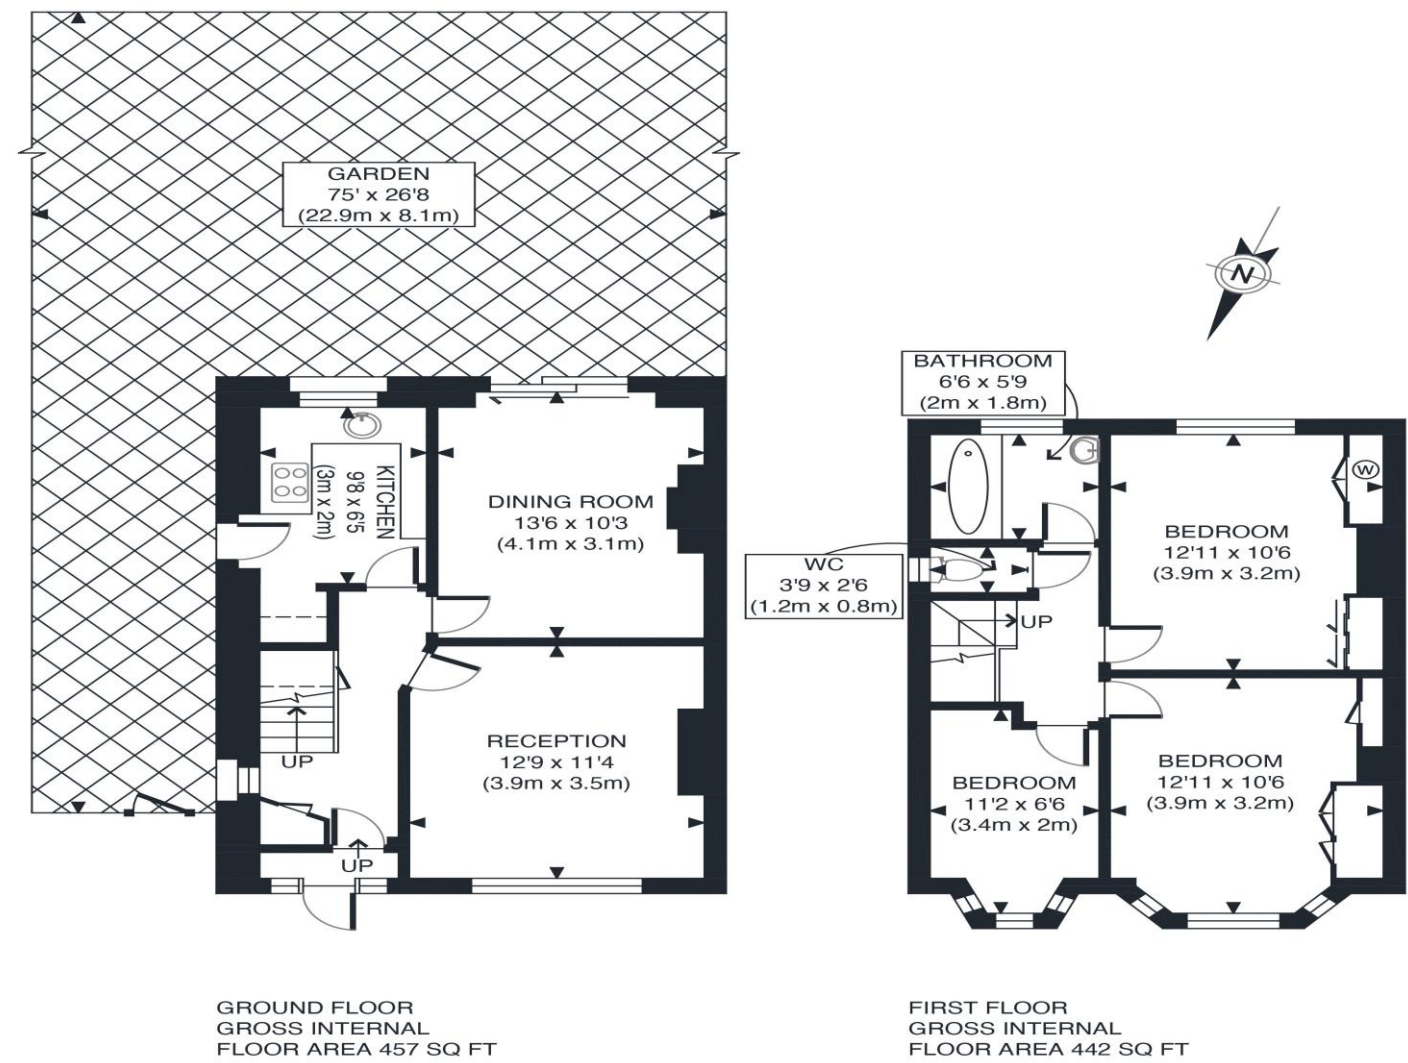 GARDEN
75' x 26'8
(22.9m x 8.1m)
N
BATHROOM
6'6 x 5'9
(2m x 1.8m)
KITCHEN
9'8 x 6'5
(3m x 2m)
DINING ROOM
13'6 x 10'3
(4.1m x 3.1m)
W
BEDROOM
12'11 x 10'6
(3.9m x 3.2m)
WC
3'9 x 2'6
(1.2m x 0.8m)
UP
UP
RECEPTION
12'9 x 11'4
(3.9m x 3.5m)
BEDROOM
11'2 x 6'6
(3.4m x 2m)
BEDROOM
12'11 x 10'6
(3.9m x 3.2m)
UP
GROUND FLOOR
GROSS INTERNAL
FLOOR AREA 457 SQ FT
FIRST FLOOR
GROSS INTERNAL
FLOOR AREA 442 SQ FT